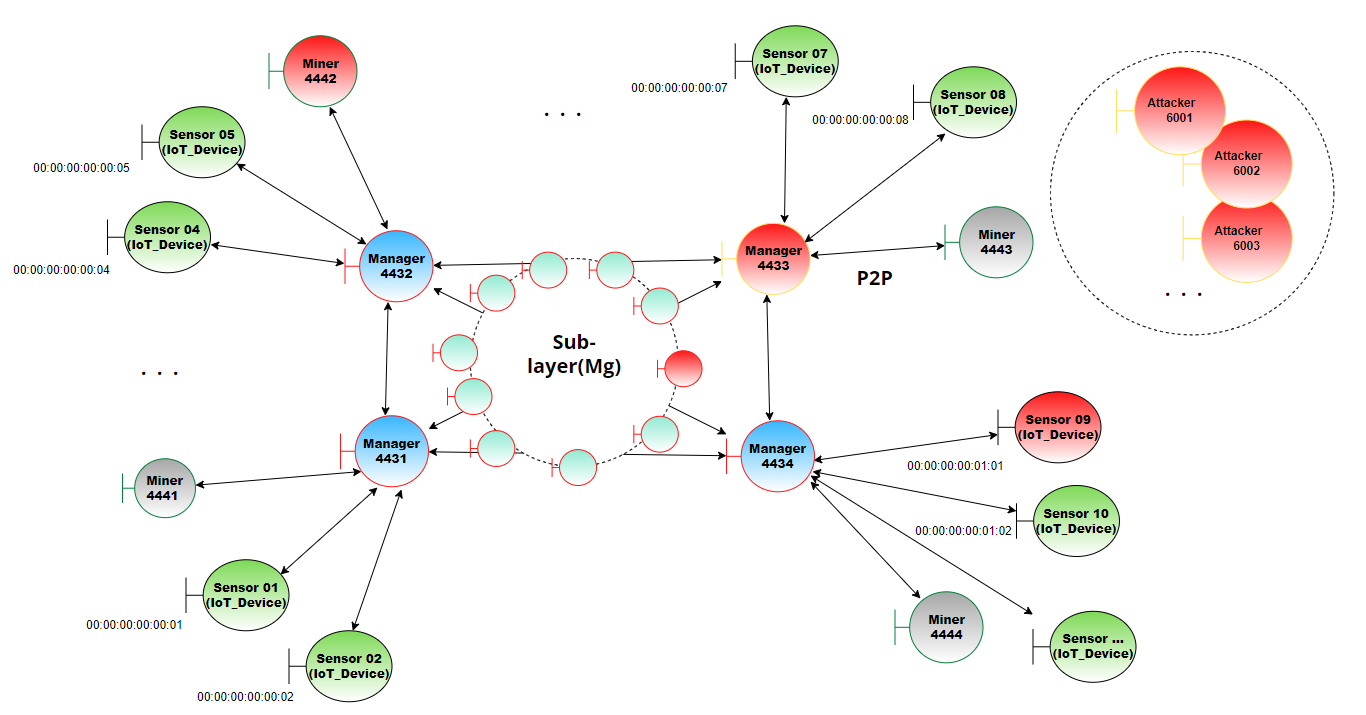 Miner
4442
Sensor 05
(IoT_Device)
00:00:00:00:00:05
Sensor 04
(IoT_Device)
00:00:00:00:00:04
Manager
4432
. . .
Sensor 07
(IoT_Device)
00:00:00:00:00:07
Sensor 08
(IoT_Device)
00:00:00:00:00:08
Manager
4433
Miner
4443
P2P
Attacker
6001
Attacker
6002
Attacker
6003
. . .
Sub-
layer(Mg)
. . .
Manager
4431
Miner
4441
Sensor 01
(IoT_Device)
00:00:00:00:00:01
Sensor 02
(IoT_Device)
00:00:00:00:00:02
Manager
4434
Sensor 09
(IoT_Device)
00:00:00:00:01:01
Sensor 10
(IoT_Device)
00:00:00:00:01:02
Miner
4444
Sensor ...
(IoT_Device)